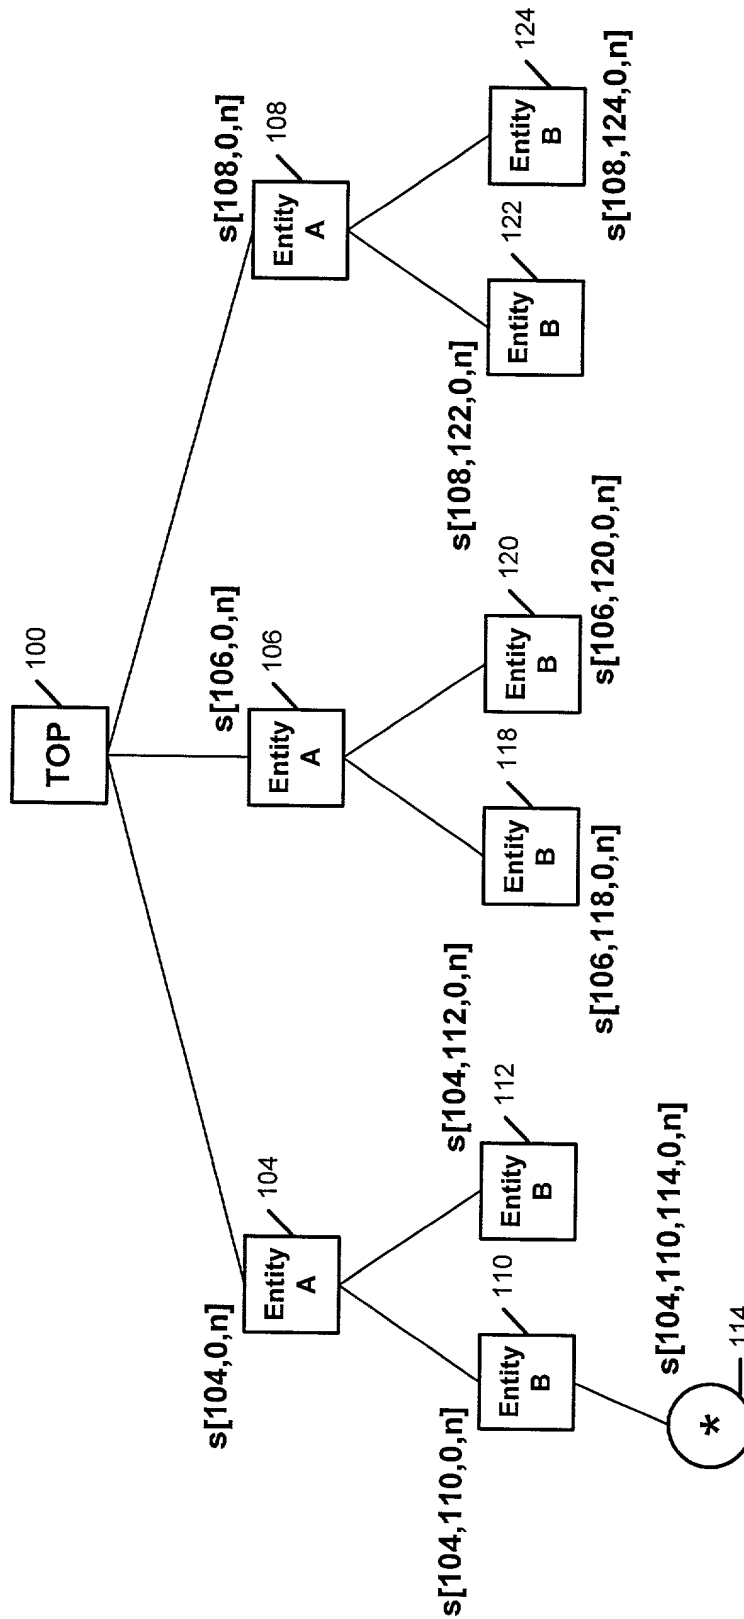 TOP
100
s[104,0,n]
104
Entity
A
s[106,0,n]
106
Entity
A
s[108,0,n]
108
Entity
A
s[104,110,0,n]
110
Entity
B
s[104,112,0,n]
112
Entity
B
118
Entity
B
s[106,118,0,n]
120
Entity
B
s[106,120,0,n]
s[108,122,0,n]
122
Entity
B
124
Entity
B
s[108,124,0,n]
s[104,110,114,0,n]
*
114